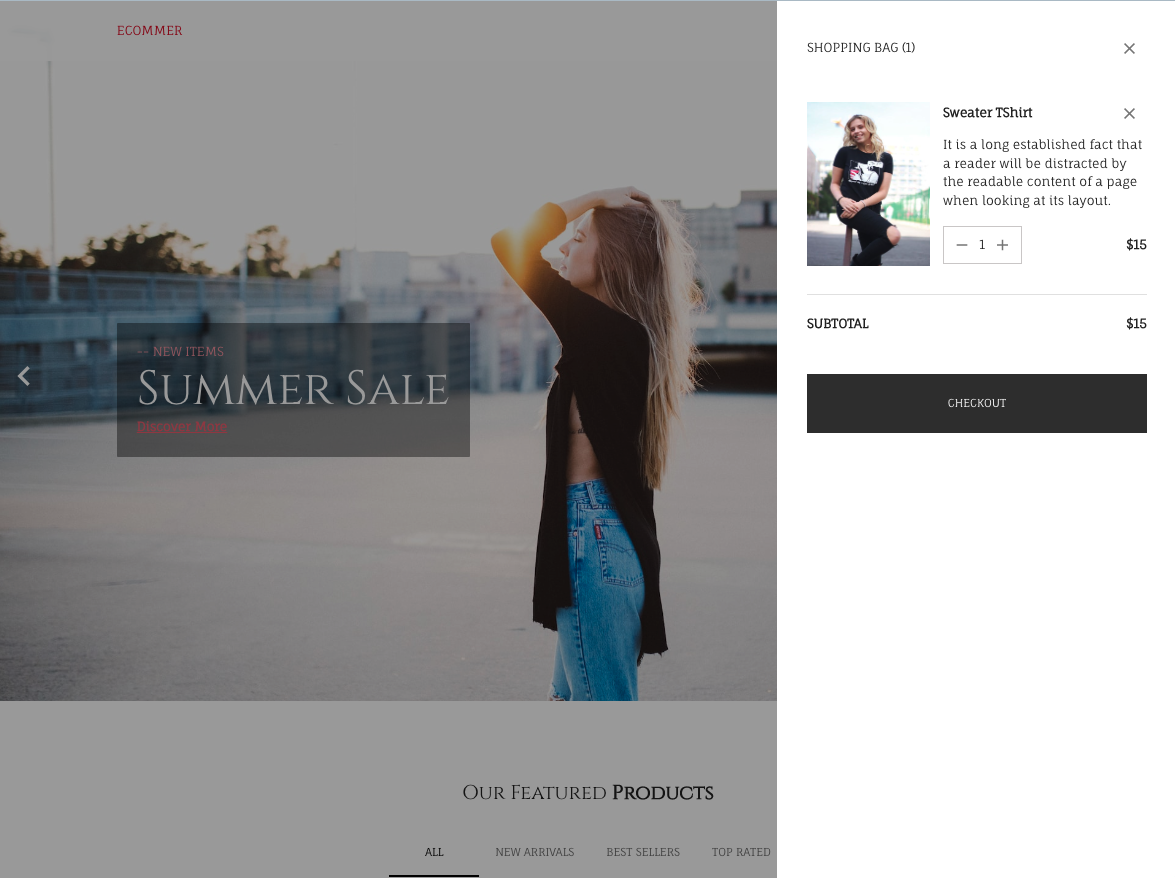 ECOMMER
SHOPPING BAG (1)
Sweater TShirt
It is a long established fact that
a reader will be distracted by
the readable content of a page
when looking at its layout.
1
$15
SUBTOTAL
$15
CHECKOUT
-- NEW ITEMS
Summer Sale
Discover More
Our Featured Products
ALL
NEW ARRIVALS
BEST SELLERS
TOP RATED